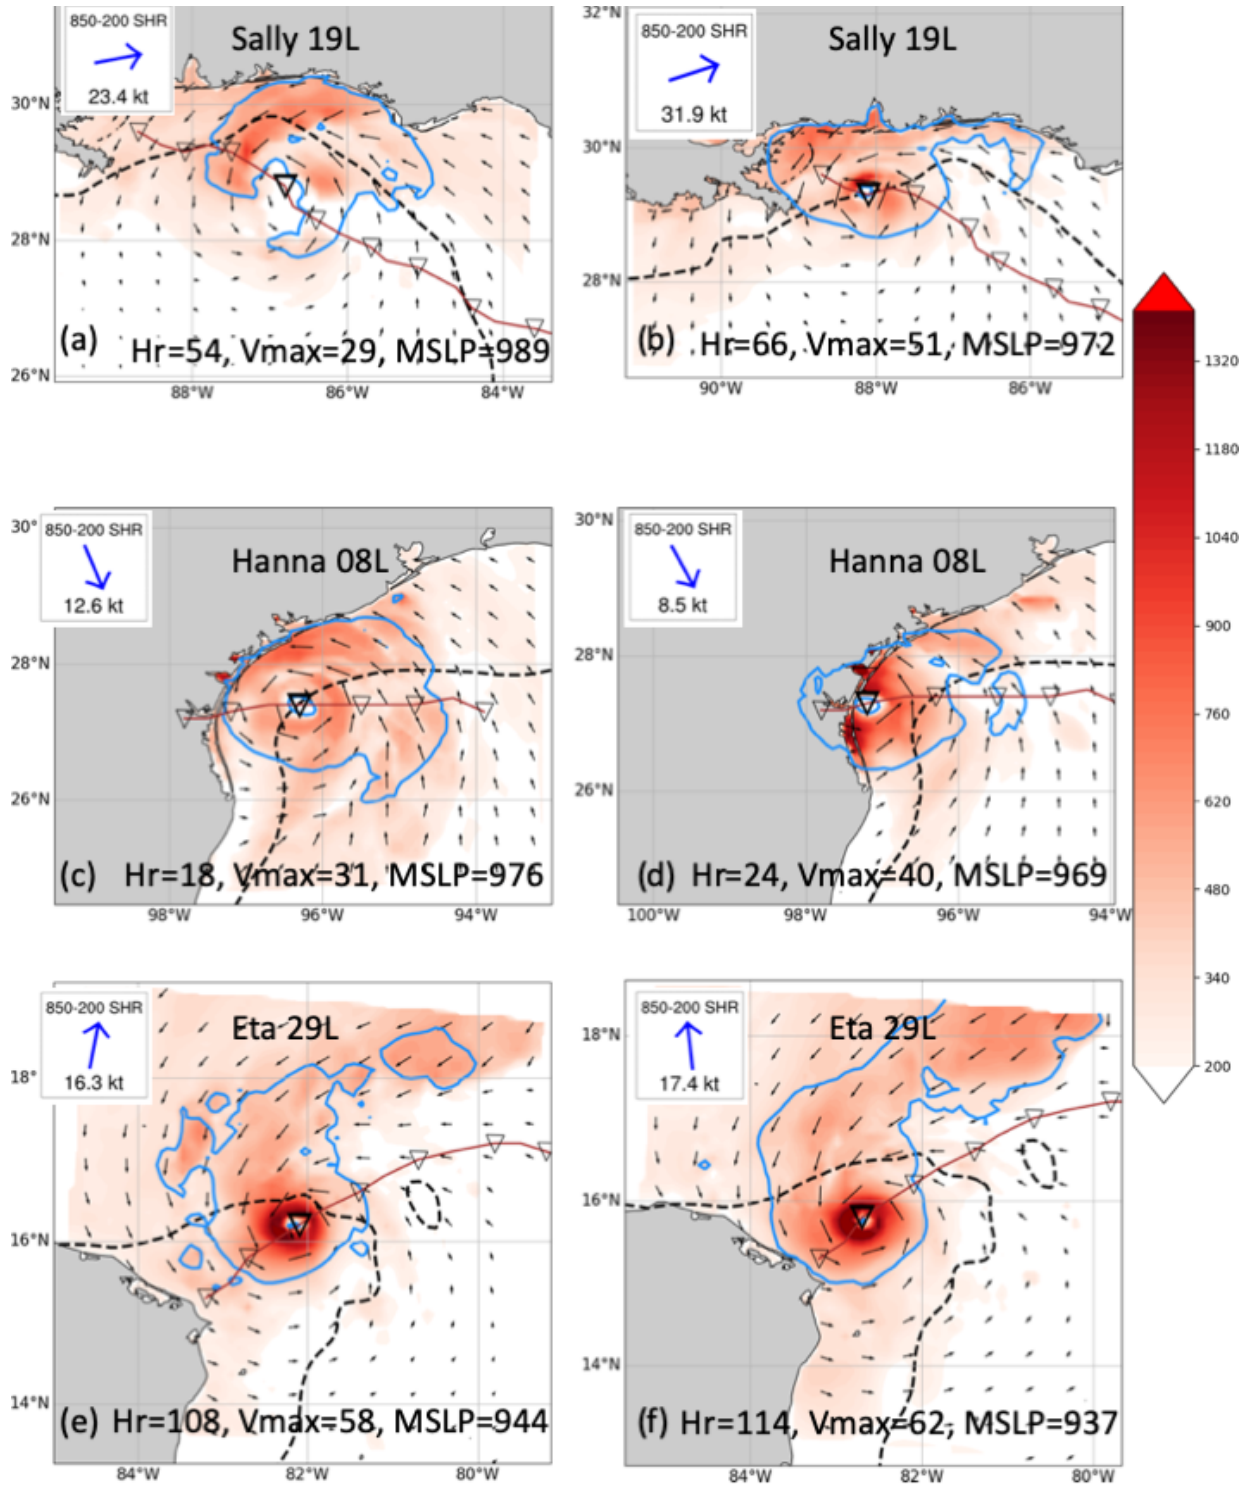 850-200 SHR
23.4 kt
Sally 19L
30°N
28°N
26°N
(a) Hr=54, Vmax=29, MSLP=989
88°W 86°W 84°W
850-200 SHR
31.9 kt
Sally 19L
32°N
30°N
28°N
(b) Hr=66, Vmax=51, MSLP=972
90°W 88°W 86°W
850-200 SHR
12.6 kt
Hanna 08L
30°
28°N
26°N
(c) Hr=18, Vmax=31, MSLP=976
98°W 96°W 94°W
850-200 SHR
8.5 kt
Hanna 08L
30°N
28°N
26°N
(d) Hr=24, Vmax=40, MSLP=969
100°W 98°W 96°W 94°W
850-200 SHR
16.3 kt
Eta 29L
18°
16°N
14°N
(e) Hr=108, Vmax=58, MSLP=944
84°W 82°W 80°W
850-200 SHR
17.4 kt
Eta 29L
18°N
16°N
14°N
(f) Hr=114, Vmax=62, MSLP=937
84°W 82°W 80°W
1320
1180
1040
900
760
620
480
340
200